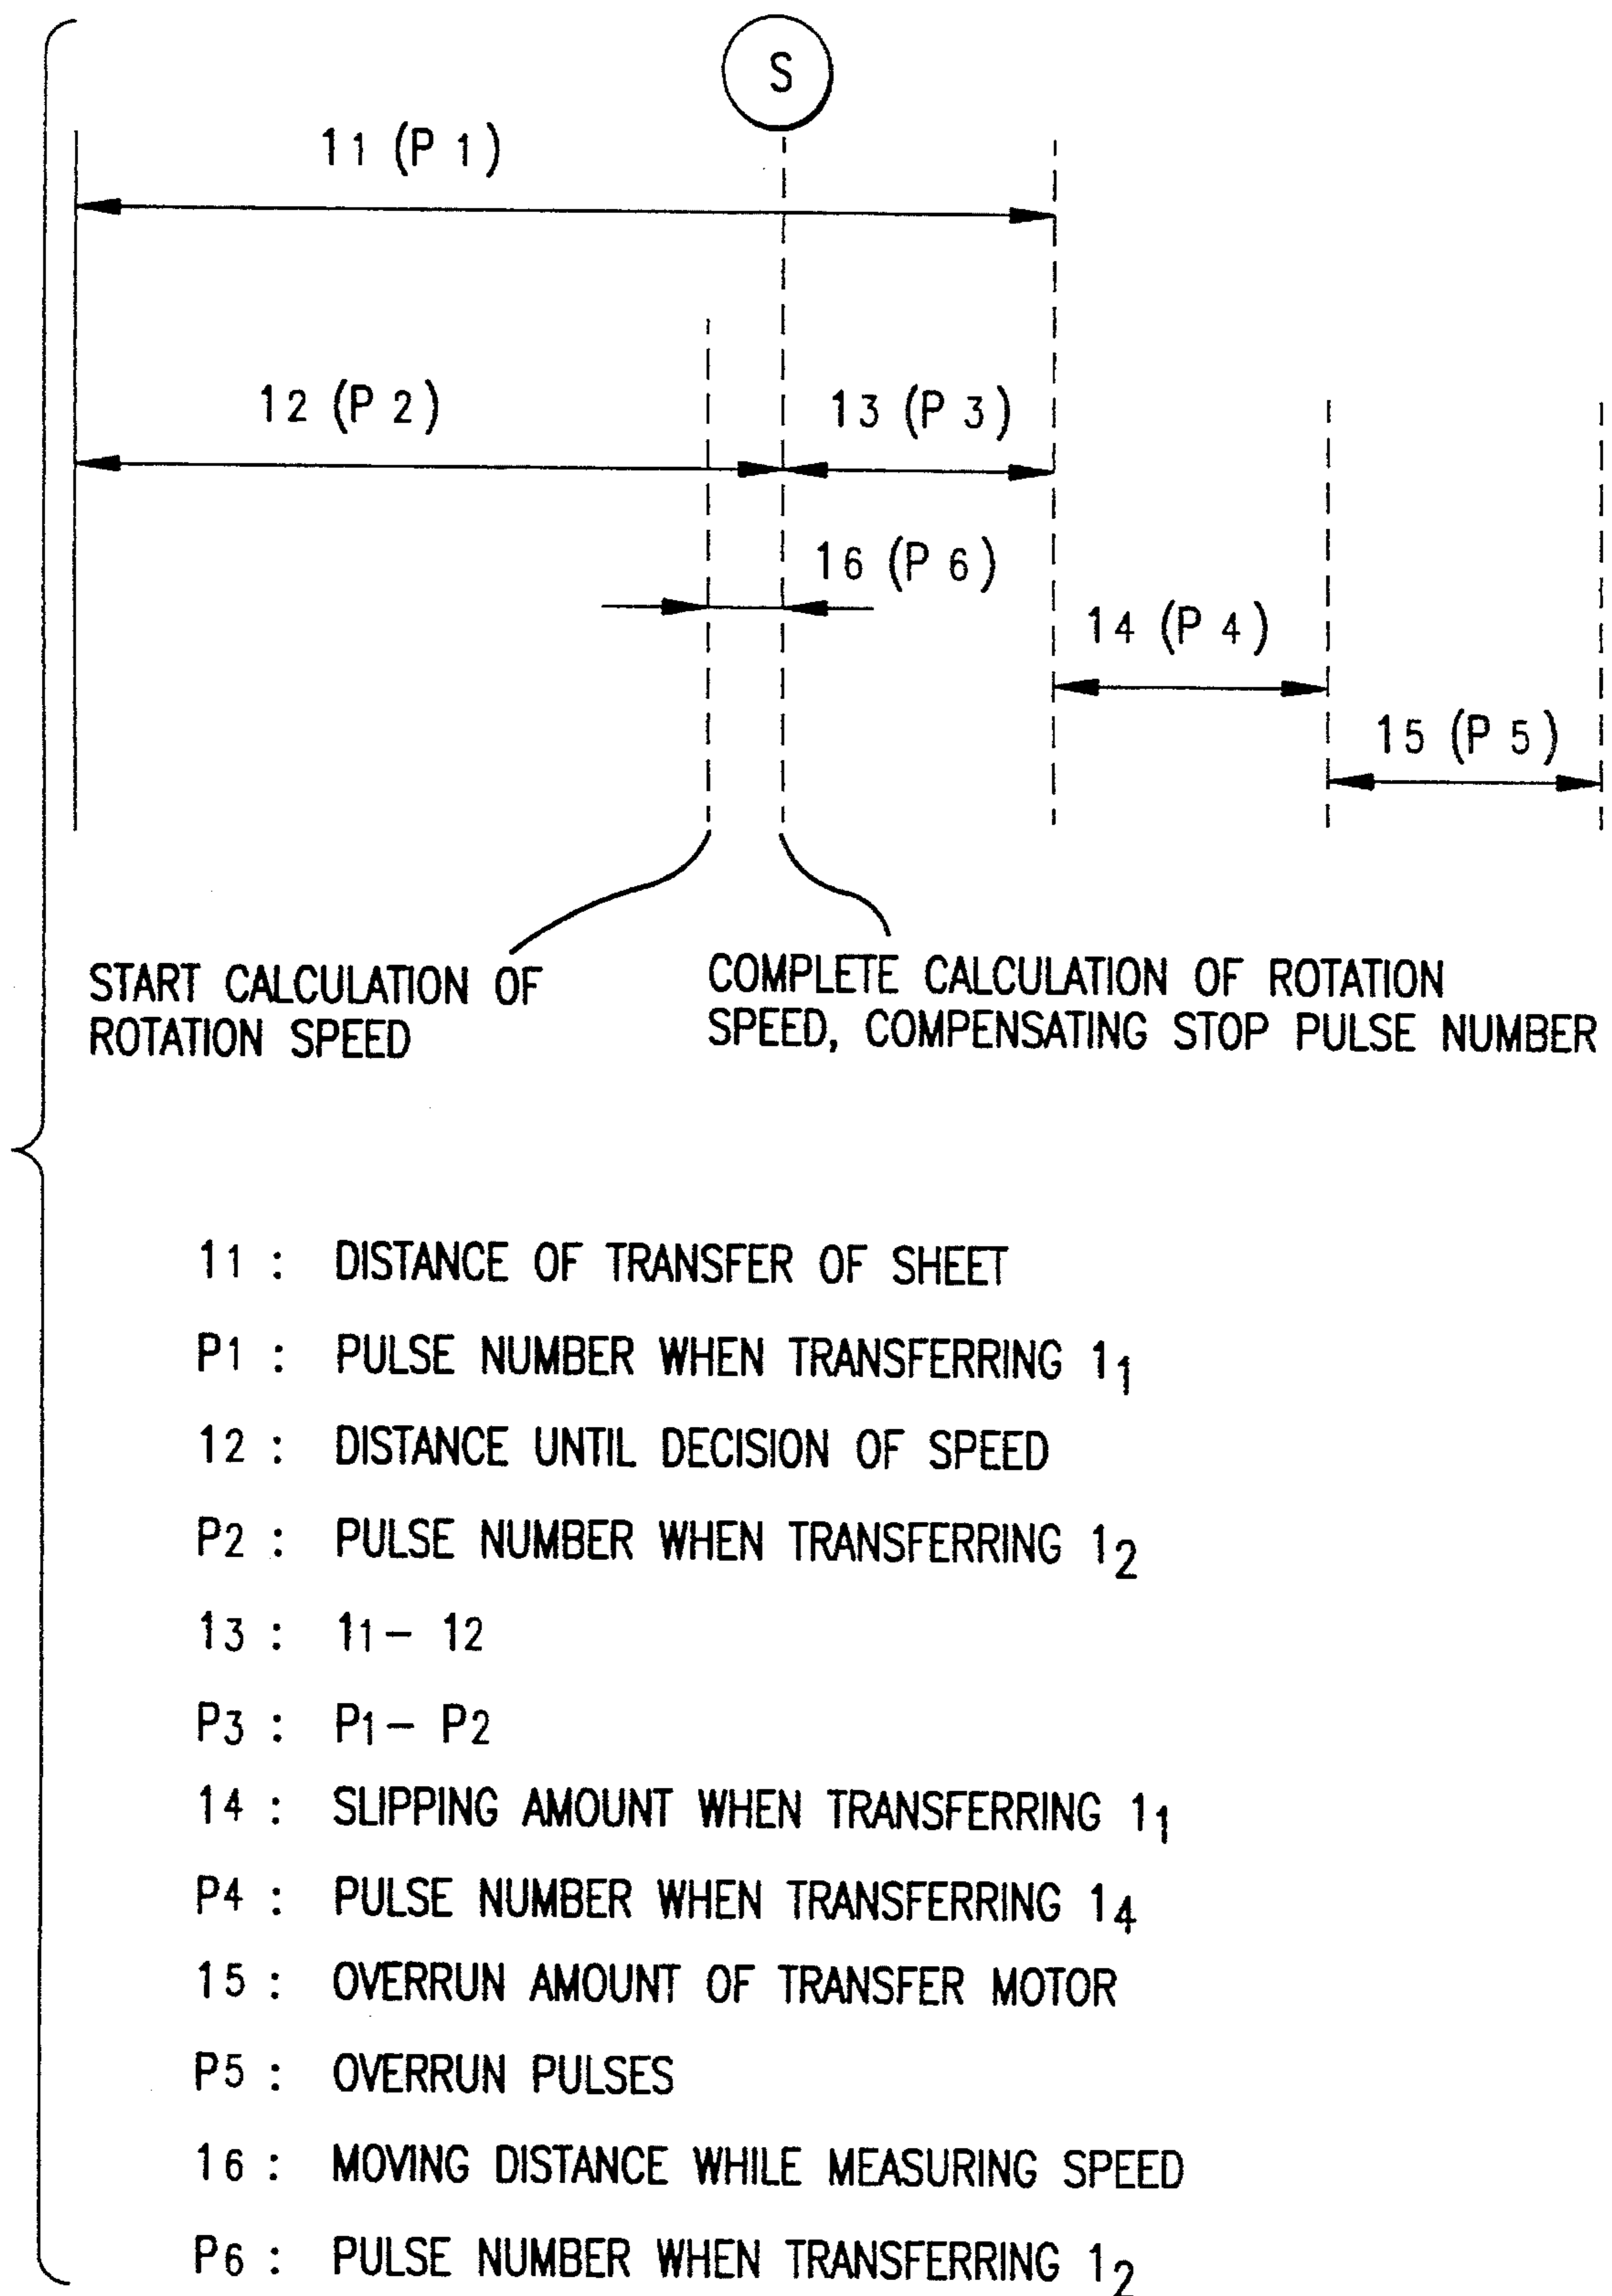 S
11 (P 1)
12 (P 2)
13 (P 3)
16 (P 6)
14 (P 4)
15 (P 5)
START CALCULATION OF
ROTATION SPEED
COMPLETE CALCULATION OF ROTATION
SPEED, COMPENSATING STOP PULSE NUMBER
11 : DISTANCE OF TRANSFER OF SHEET
P1 : PULSE NUMBER WHEN TRANSFERRING 11
12 : DISTANCE UNTIL DECISION OF SPEED
P2 : PULSE NUMBER WHEN TRANSFERRING 12
13 : 11 - 12
P3 : P1 - P2
14 : SLIPPING AMOUNT WHEN TRANSFERRING 11
P4 : PULSE NUMBER WHEN TRANSFERRING 14
15 : OVERRUN AMOUNT OF TRANSFER MOTOR
P5 : OVERRUN PULSES
16 : MOVING DISTANCE WHILE MEASURING SPEED
P6 : PULSE NUMBER WHEN TRANSFERRING 12